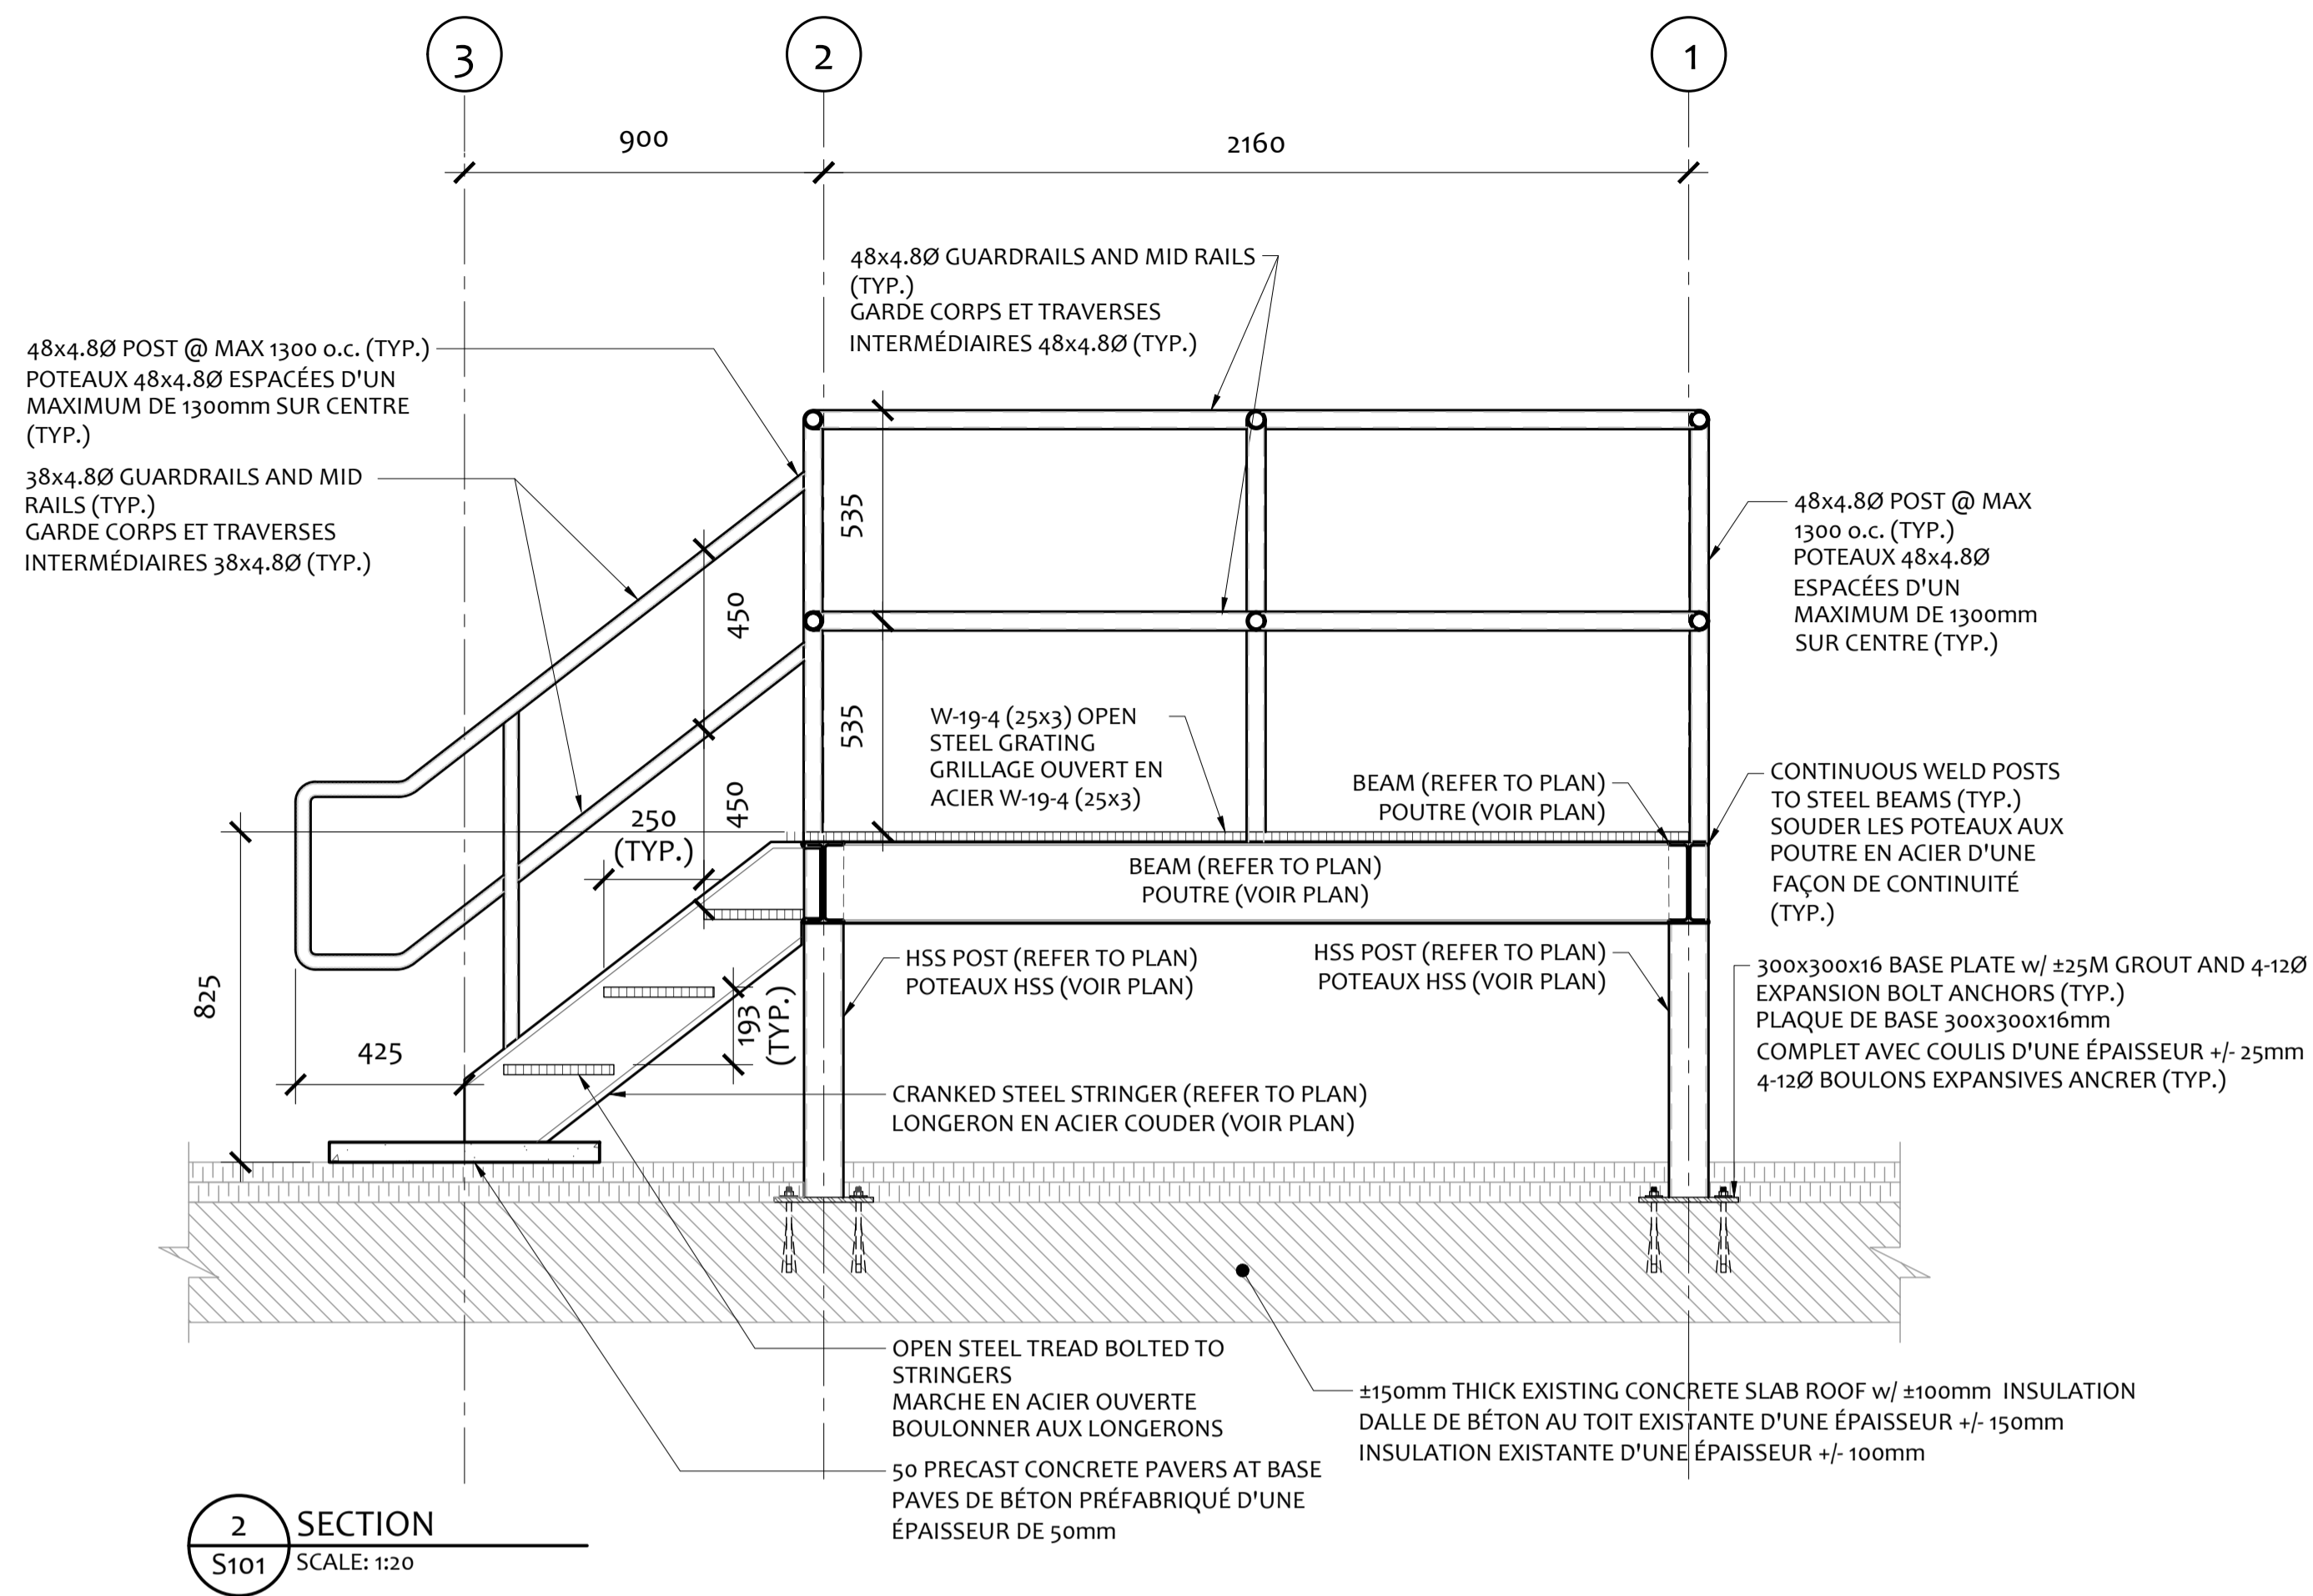 3
2
1
900
2160
48x4.8Ø GUARDRAILS AND MID RAILS
(TYP.)
GARDE CORPS ET TRAVERSES
INTERMÉDIAIRES 48x4.8Ø (TYP.)
48x4.8Ø POST @ MAX 1300 o.c. (TYP.)
POTEAUX 48x4.8Ø ESPACÉES D'UN
MAXIMUM DE 1300mm SUR CENTRE
(TYP.)
38x4.8Ø GUARDRAILS AND MID
RAILS (TYP.)
GARDE CORPS ET TRAVERSES
INTERMÉDIAIRES 38x4.8Ø (TYP.)
535
450
535
450
48x4.8Ø POST @ MAX
1300 o.c. (TYP.)
POTEAUX 48x4.8Ø
ESPACÉES D'UN
MAXIMUM DE 1300mm
SUR CENTRE (TYP.)
W-19-4 (25x3) OPEN
STEEL GRATING
GRILLAGE OUVERT EN
ACIER W-19-4 (25x3)
BEAM (REFER TO PLAN)
POUTRE (VOIR PLAN)
CONTINUOUS WELD POSTS
TO STEEL BEAMS (TYP.)
SOUDER LES POTEAUX AUX
POUTRE EN ACIER D'UNE
FAÇON DE CONTINUITÉ
(TYP.)
250
(TYP.)
BEAM (REFER TO PLAN)
POUTRE (VOIR PLAN)
HSS POST (REFER TO PLAN)
POTEAUX HSS (VOIR PLAN)
HSS POST (REFER TO PLAN)
POTEAUX HSS (VOIR PLAN)
300x300x16 BASE PLATE w/ ±25M GROUT AND 4-12Ø
EXPANSION BOLT ANCHORS (TYP.)
PLAQUE DE BASE 300x300x16mm
COMPLET AVEC COULIS D'UNE ÉPAISSEUR +/- 25mm
4-12Ø BOULONS EXPANSIVES ANCRER (TYP.)
825
425
193
(TYP.)
CRANKED STEEL STRINGER (REFER TO PLAN)
LONGERON EN ACIER COUDER (VOIR PLAN)
OPEN STEEL TREAD BOLTED TO
STRINGERS
MARCHE EN ACIER OUVERTE
BOULONNER AUX LONGERONS
±150mm THICK EXISTING CONCRETE SLAB ROOF w/ ±100mm INSULATION
DALLE DE BÉTON AU TOIT EXISTANTE D'UNE ÉPAISSEUR +/- 150mm
INSULATION EXISTANTE D'UNE ÉPAISSEUR +/- 100mm
50 PRECAST CONCRETE PAVERS AT BASE
PAVES DE BÉTON PRÉFABRIQUÉ D'UNE
ÉPAISSEUR DE 50mm
2
S101
SECTION
SCALE: 1:20